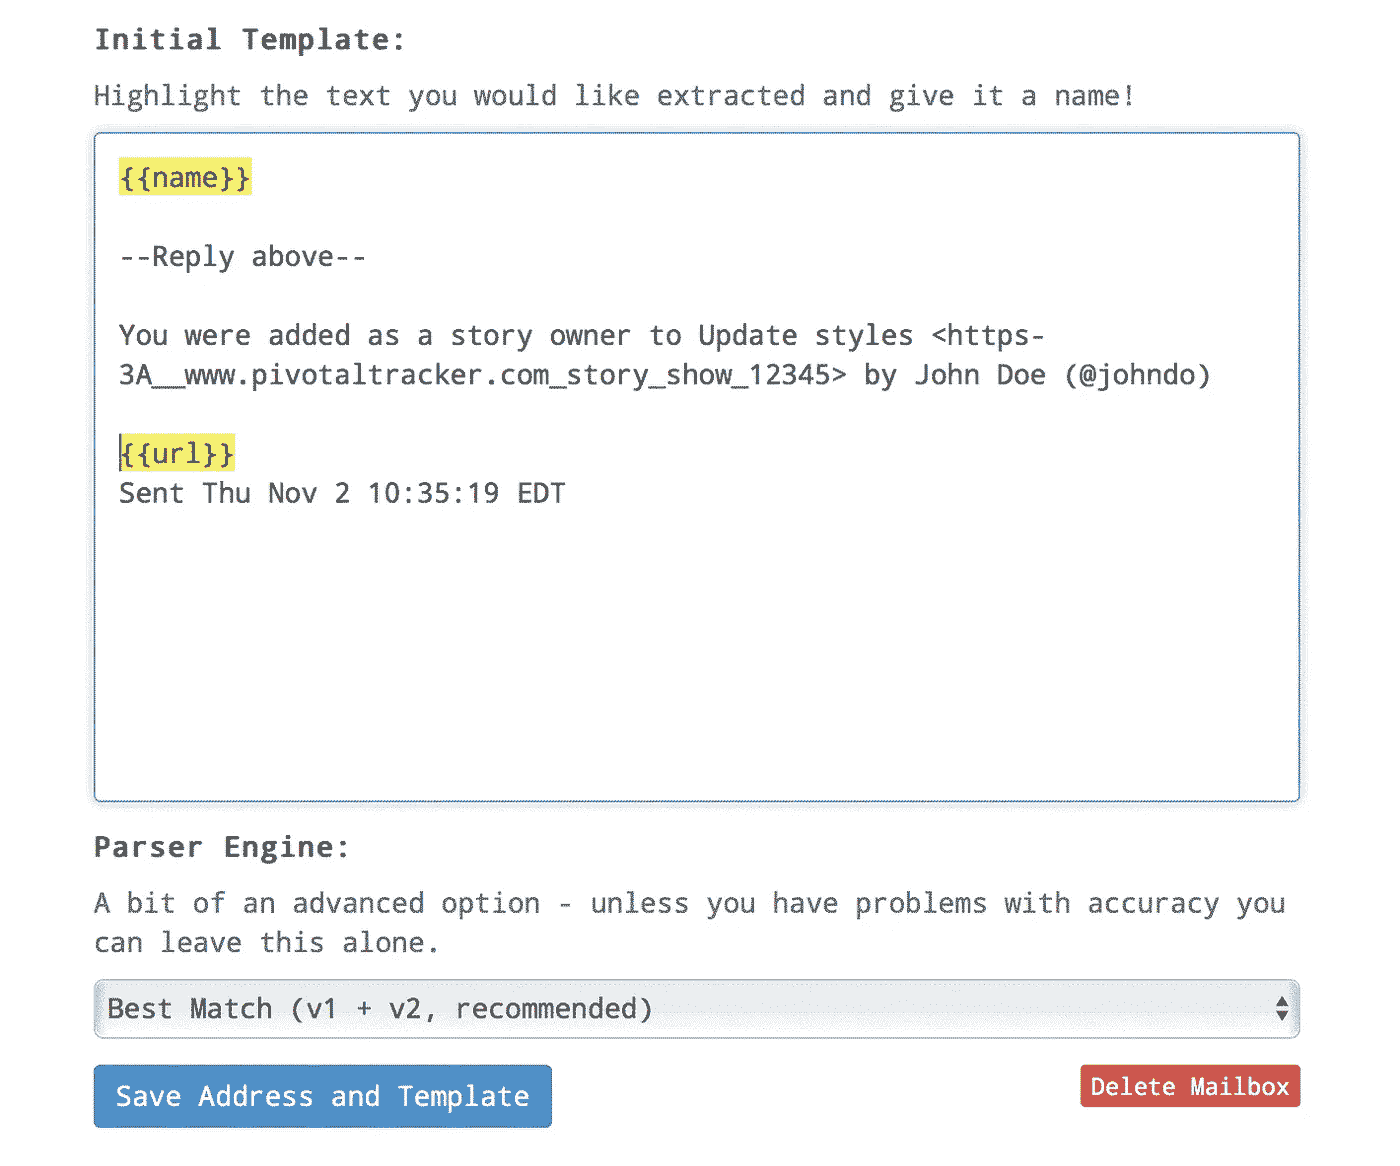 Initial Template:
Highlight the text you would like extracted and give it a name!
{{name}}
--Reply above--
You were added as a story owner to Update styles <https-
3A__www.pivotaltracker.com_story_show_12345> by John Doe (@johndo)
{{url}}
Sent Thu Nov 2 10:35:19 EDT
Parser Engine:
A bit of an advanced option - unless you have problems with accuracy you
can leave this alone.
Best Match (v1 + v2, recommended)
Save Address and Template
Delete Mailbox